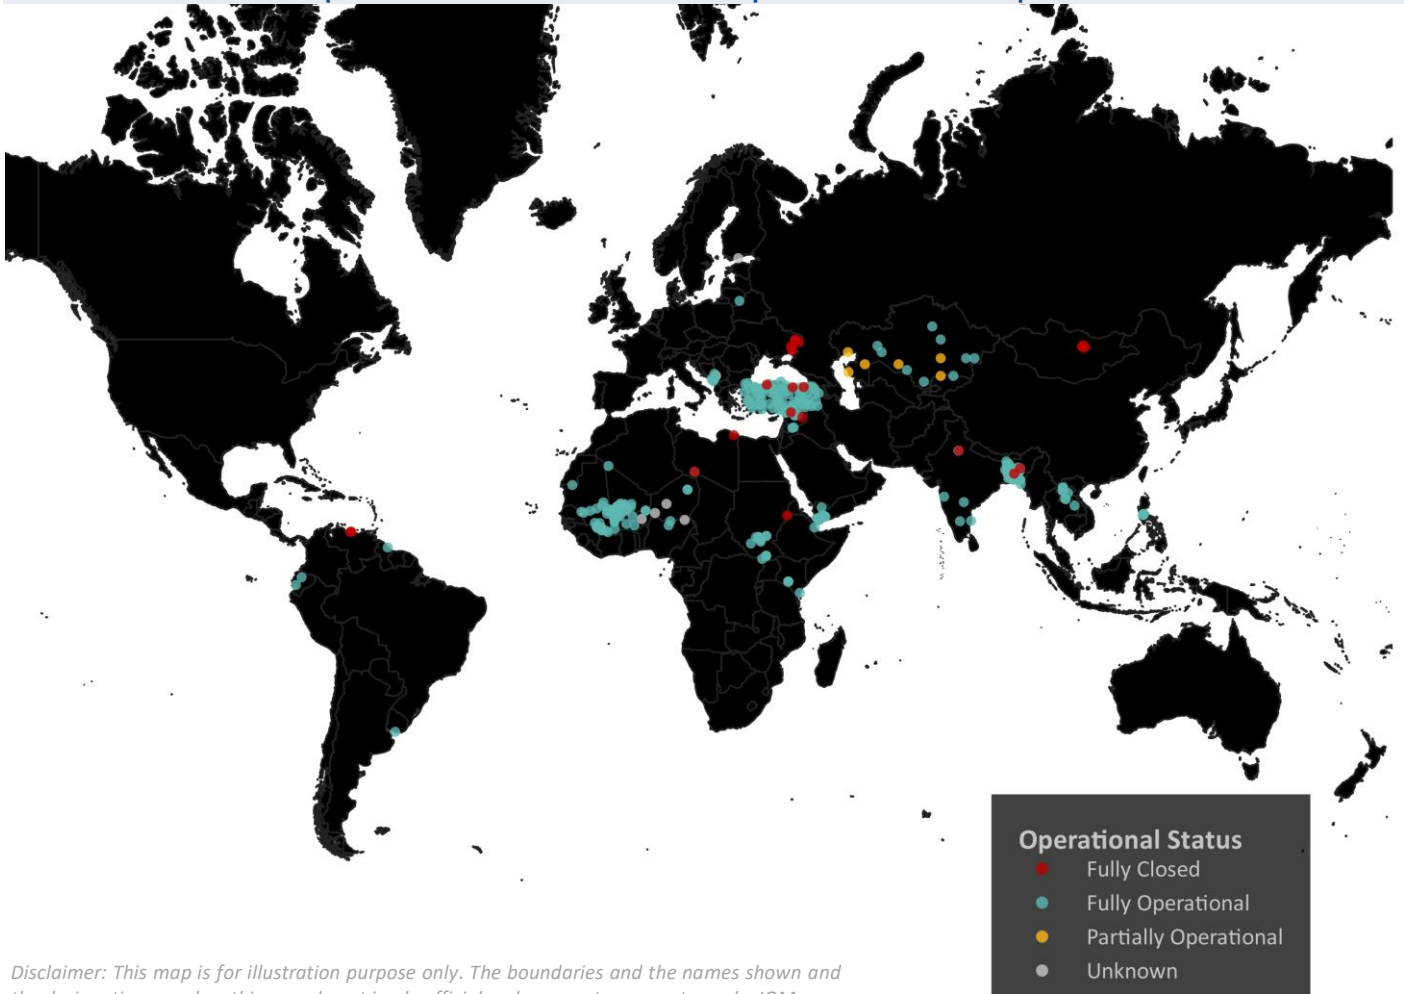 Operational Status
Fully Closed
Fully Operational
Partially Operational
Unknown
Disclaimer: This map is for illustration purpose only. The boundaries and the names shown and